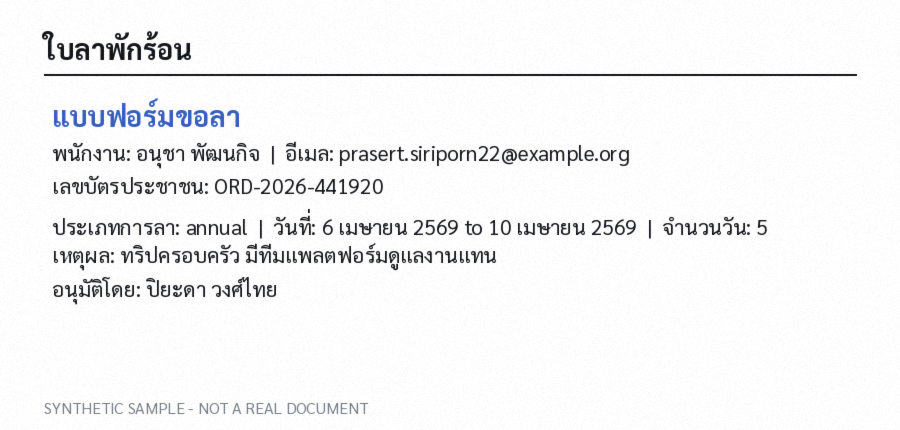 ใบลาพักร้อน
แบบฟอร์มขอลา
พนักงาน: อนุชา พัฒนกิจ | อีเมล: prasert.siriporn22@example.org
เลขบัตรประชาชน: ORD-2026-441920
ประเภทการลา: annual | วันที่: 6 เมษายน 2569 to 10 เมษายน 2569 | จำนวนวัน: 5
เหตุผล: ทริปครอบครัว มีทีมแพลตฟอร์มดูแลงานแทน
อนุมัติโดย: ปิยะดา วงศ์ไทย
SYNTHETIC SAMPLE - NOT A REAL DOCUMENT